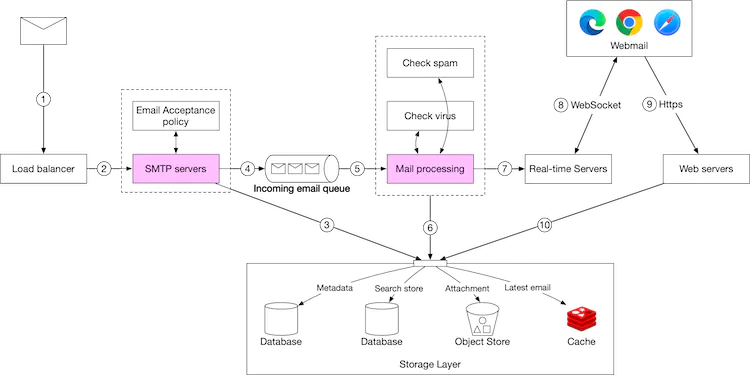 Webmail
Check spam
1
8
WebSocket
9
Https
Email Acceptance
policy
Check virus
Load balancer
2
SMTP servers
4
5
Mail processing
7
Real-time Servers
Web servers
Incoming email queue
3
6
10
Metadata
Search store
Attachment
Latest email
Database
Database
Object Store
Cache
Storage Layer